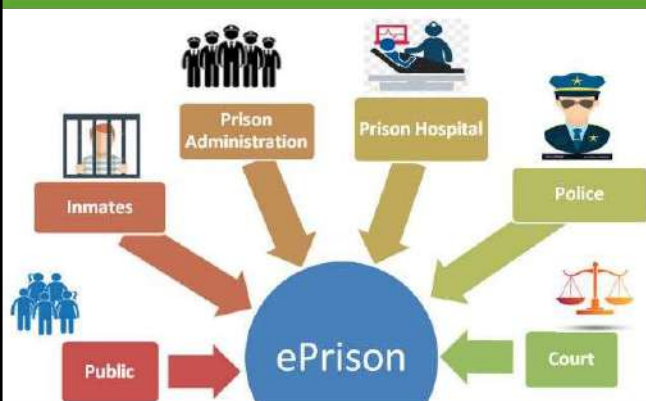 Prison
Administration
Prison Hospital
Inmates
Police
Public
ePrison
Court